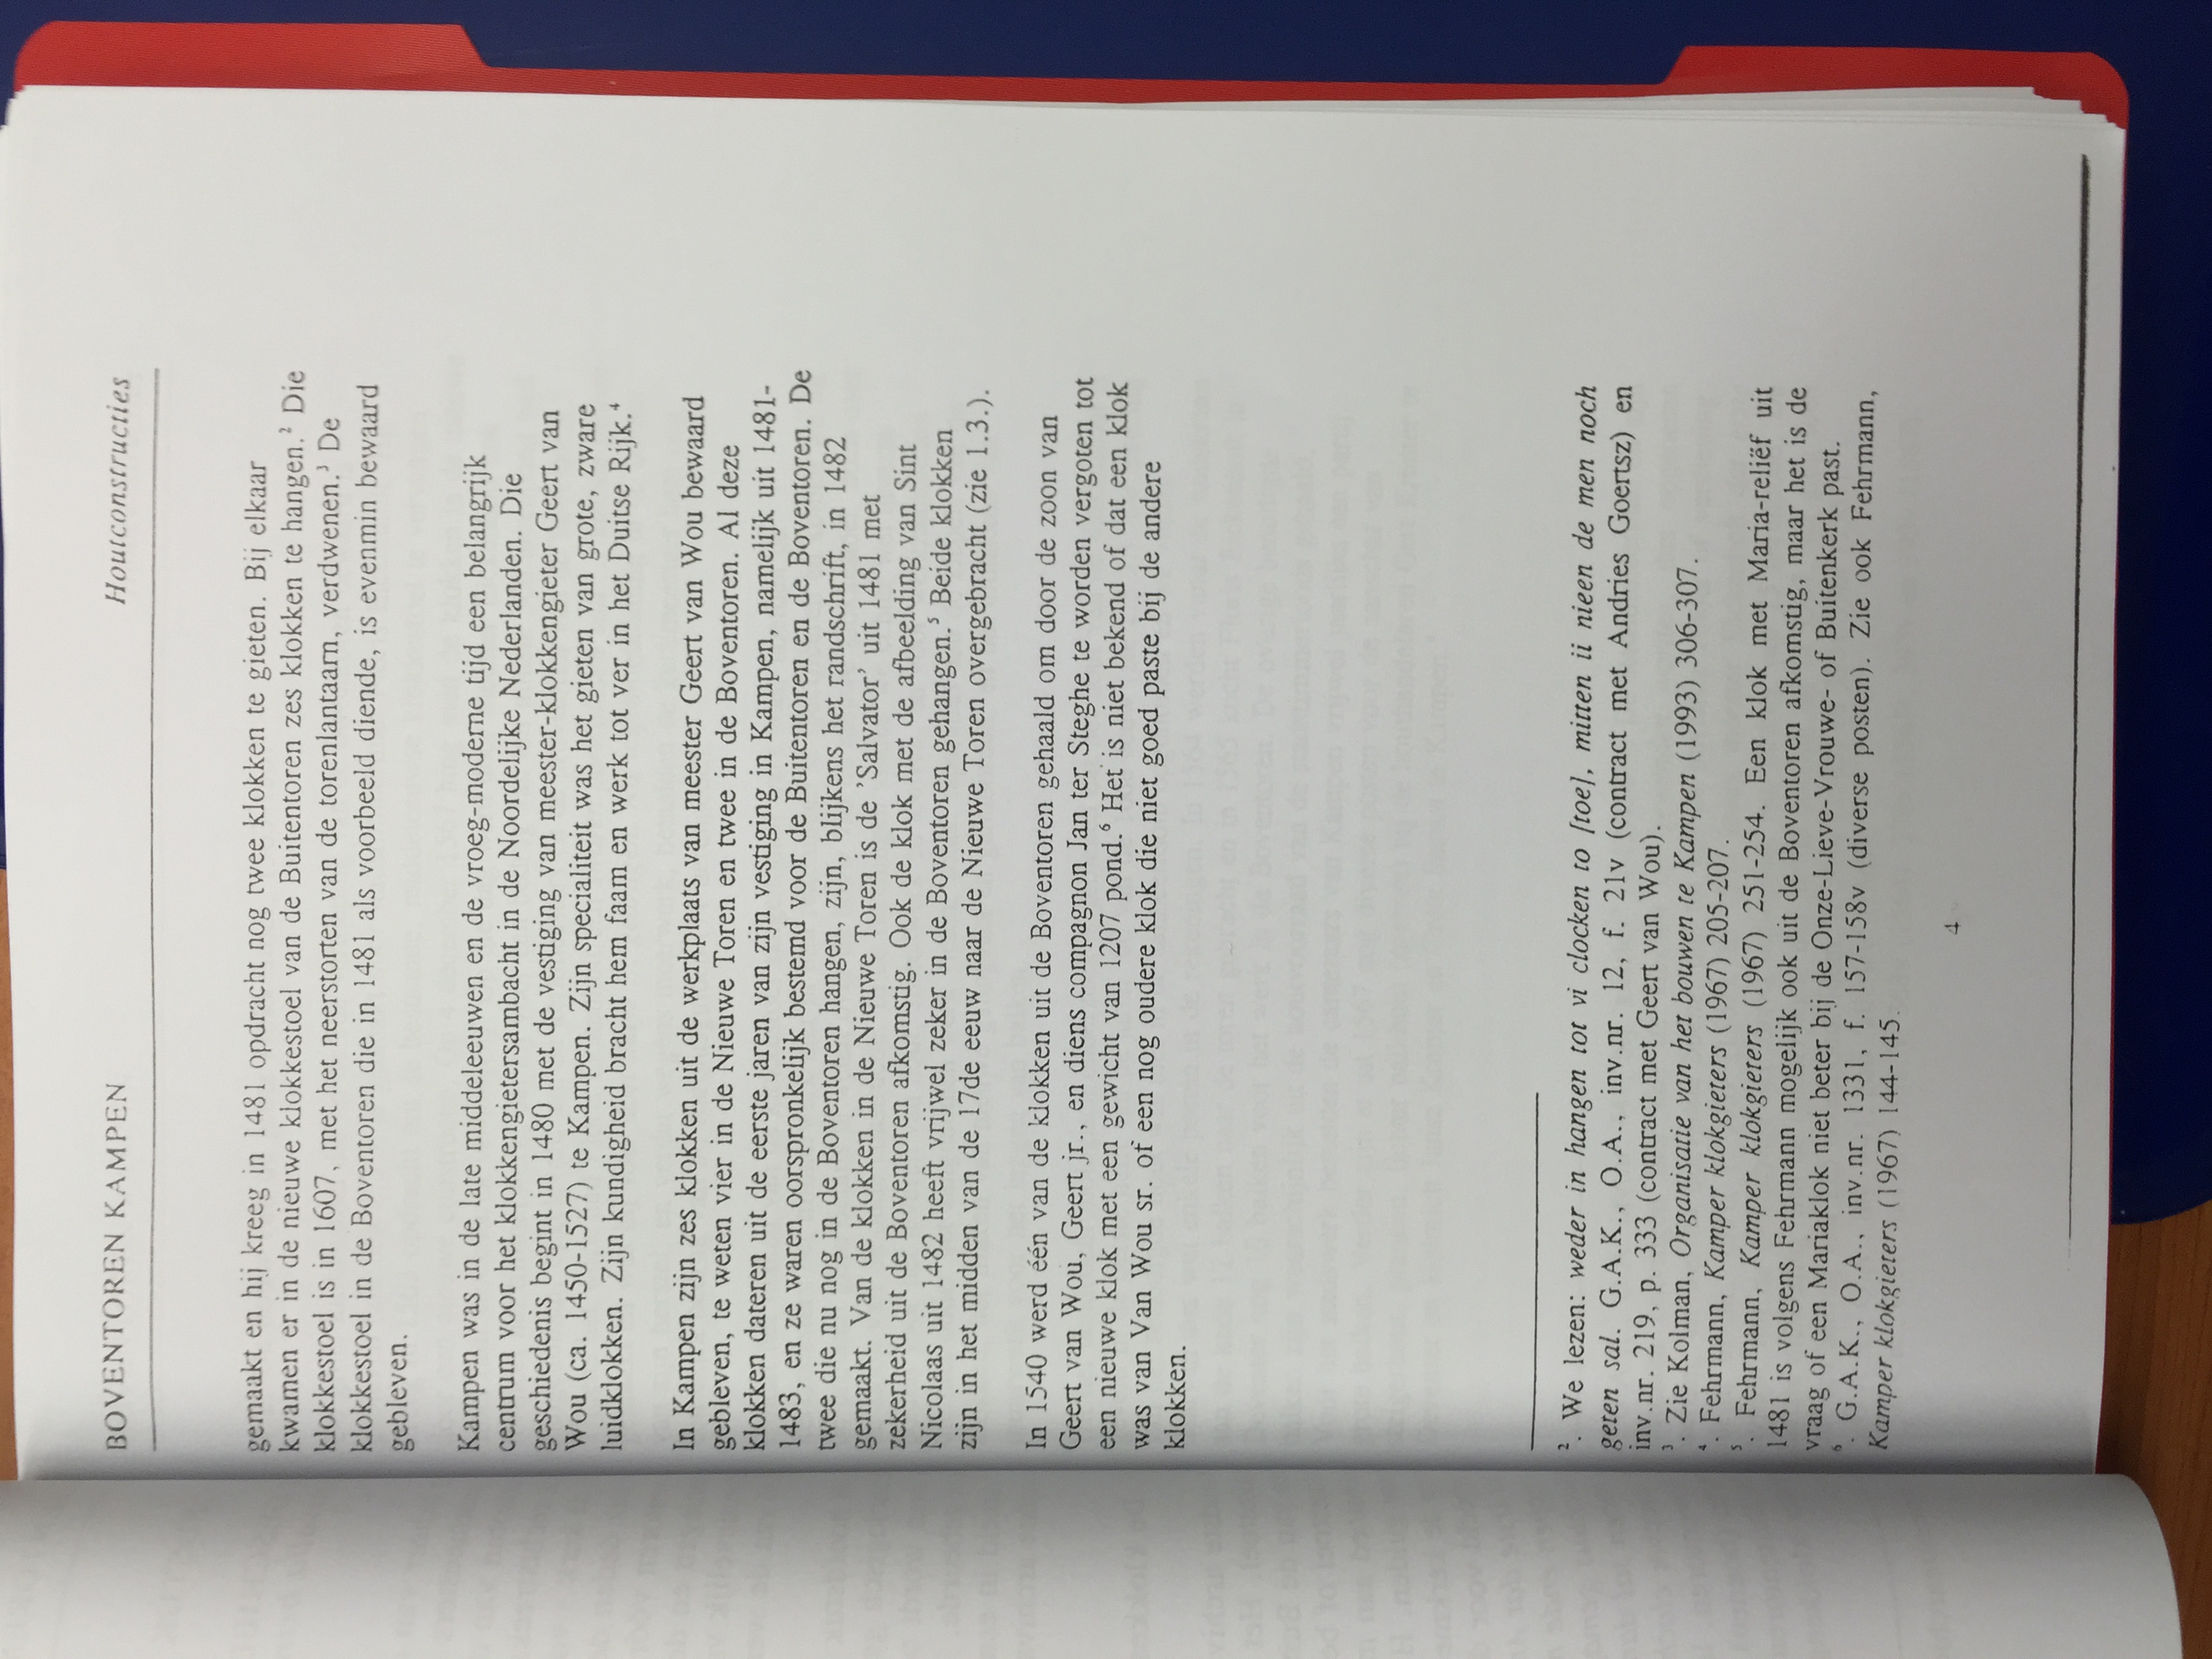 BOVENTOREN KAMPEN Houtconstructies
gemaakt en hij kreeg in 1481 opdracht nog twee klokken te gieten. Bij elkaar
kwamen er in de nieuwe klokkestoel van de Buitentoren zes klokken te hangen.² Die
klokkestoel is in 1607, met het neerstorten van de torenlantaarn, verdwenen.³ De
klokkestoel in de Boventoren die in 1481 als voorbeeld diende, is evenmin bewaard
gebleven.
Kampen was in de late middeleeuwen en de vroeg-moderne tijd een belangrijk
centrum voor het klokkengietersambacht in de Noordelijke Nederlanden. Die
geschiedenis begint in 1480 met de vestiging van meester-klokkengieter Geert van
Wou (ca. 1450-1527) te Kampen. Zijn specialiteit was het gieten van grote, zware
luidklokken. Zijn kundigheid bracht hem faam en werk tot ver in het Duitse Rijk.⁴
In Kampen zijn zes klokken uit de werkplaats van meester Geert van Wou bewaard
gebleven, te weten vier in de Nieuwe Toren en twee in de Boventoren. Al deze
klokken dateren uit de eerste jaren van zijn vestiging in Kampen, namelijk uit 1481-
1483, en ze waren oorspronkelijk bestemd voor de Buitentoren en de Boventoren. De
twee die nu nog in de Boventoren hangen, zijn, blijkens het randschrift, in 1482
gemaakt. Van de klokken in de Nieuwe Toren is de 'Salvator' uit 1481 met
zekerheid uit de Boventoren afkomstig. Ook de klok met de afbeelding van Sint
Nicolaas uit 1482 heeft vrijwel zeker in de Boventoren gehangen.⁵ Beide klokken
zijn in het midden van de 17de eeuw naar de Nieuwe Toren overgebracht (zie 1.3.).
In 1540 werd één van de klokken uit de Boventoren gehaald om door de zoon van
Geert van Wou, Geert jr., en diens compagnon Jan ter Steghe te worden vergoten tot
een nieuwe klok met een gewicht van 1207 pond.⁶ Het is niet bekend of dat een klok
was van Van Wou sr. of een nog oudere klok die niet goed paste bij de andere
klokken.
². We lezen: weder in hangen tot vi clocken to [toe], mitten ii nieen de men noch
geten sal. G.A.K., O.A., inv.nr. 12, f. 21v (contract met Andries Goertsz) en
inv.nr. 219, p. 333 (contract met Geert van Wou).
³. Zie Kolman, Organisatie van het bouwen te Kampen (1993) 306-307.
⁴. Fehrmann, Kamper klokgieters (1967) 205-207.
⁵. Fehrmann, Kamper klokgieters (1967) 251-254. Een klok met Maria-reliëf uit
1481 is volgens Fehrmann mogelijk ook uit de Boventoren afkomstig, maar het is de
vraag of een Mariaklok niet beter bij de Onze-Lieve-Vrouwe- of Buitenkerk past.
⁶. G.A.K., O.A., inv.nr. 1331, f. 157-158v (diverse posten). Zie ook Fehrmann,
Kamper klokgieters (1967) 144-145.
4